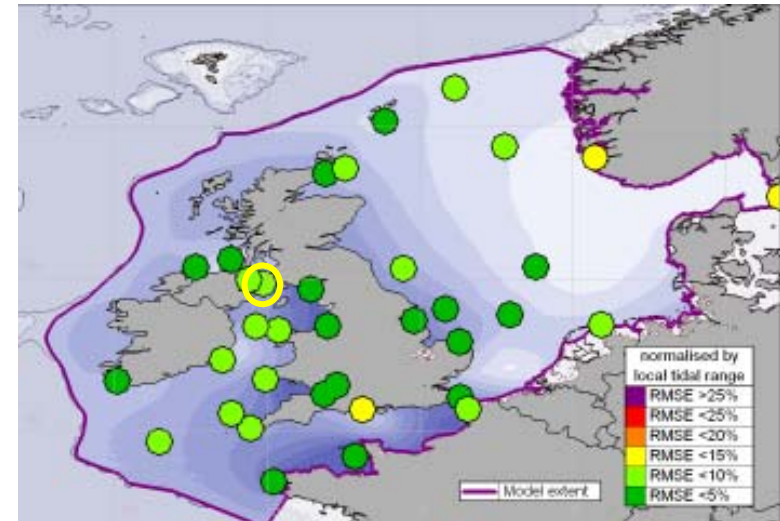 normalised by
local tidal range
RMSE >25%
RMSE <25%
RMSE <20%
RMSE <15%
RMSE <10%
RMSE <5%
Model extent